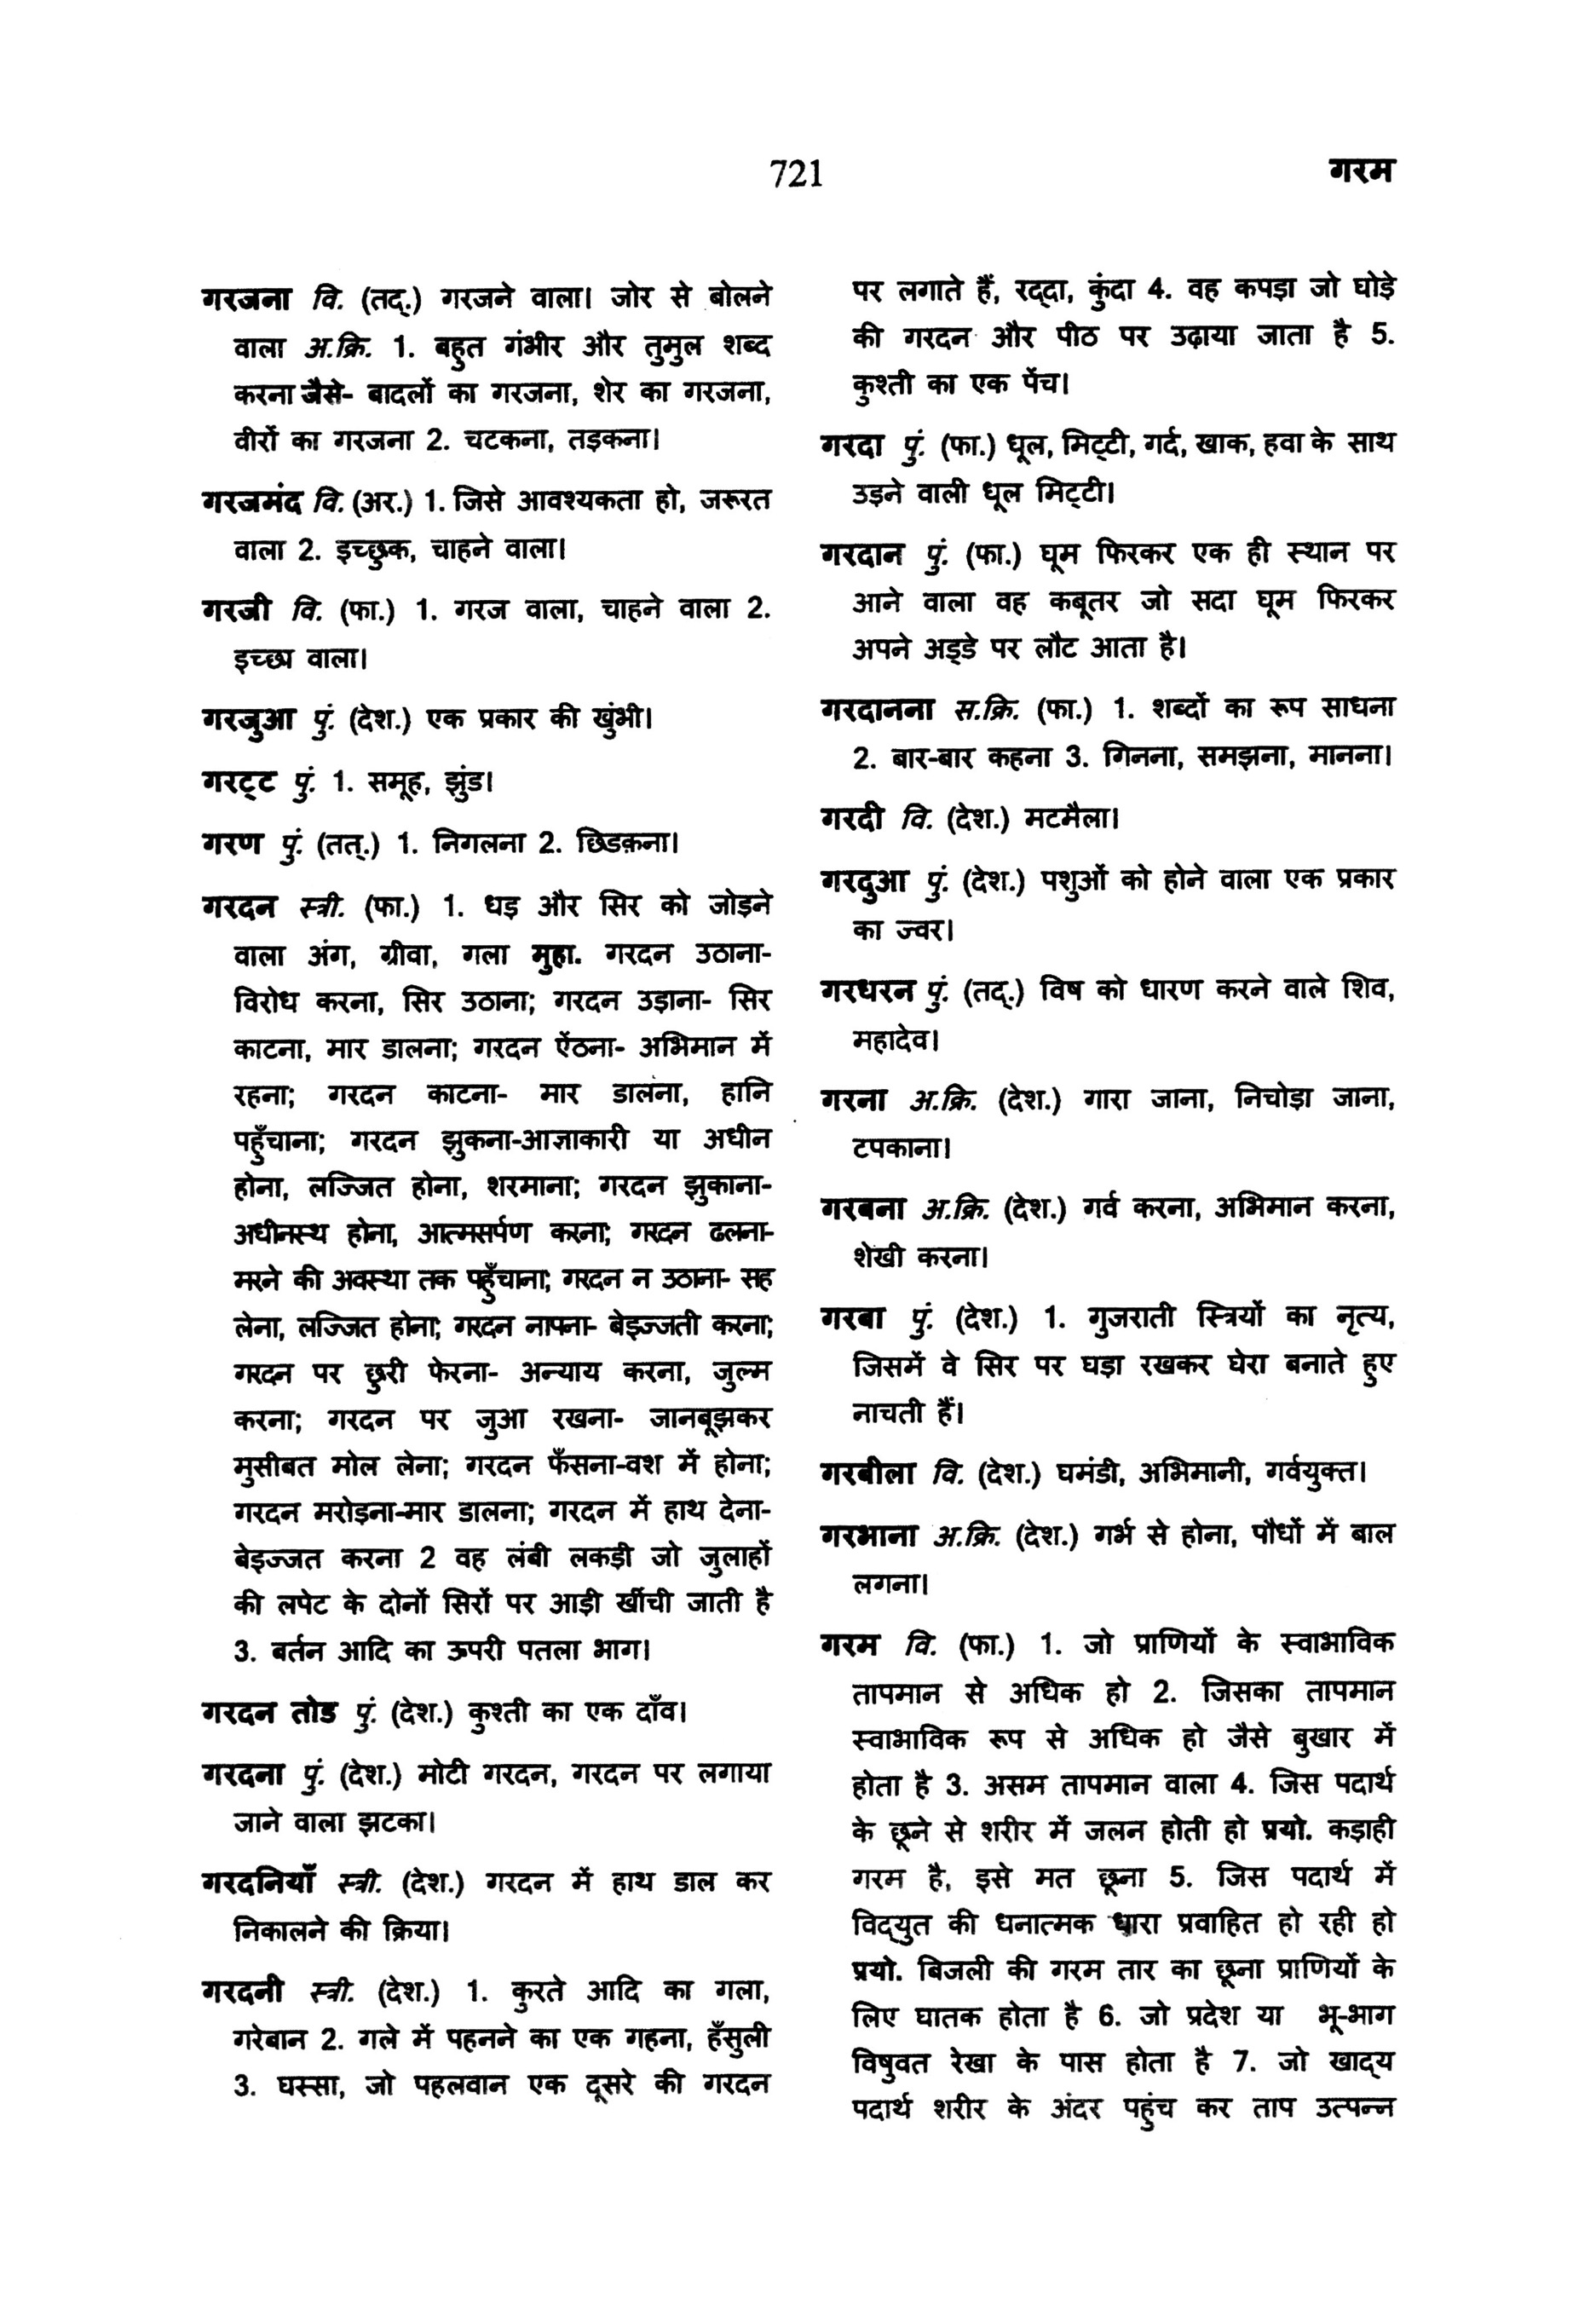 721
गरम
गरजना वि. (तद्.) गरजने वाला। जोर से बोलने
वाला अ.क्रि. 1. बहुत गंभीर और तुमुल शब्द
करना जैसे- बादलों का गरजना, शेर का गरजना,
वीरों का गरजना 2. चटकना, तड़कना।
गरजमंद वि. (अर.) 1. जिसे आवश्यकता हो, जरूरत
वाला 2. इच्छुक, चाहने वाला।
गरजी वि. (फा.) 1. गरज वाला, चाहने वाला 2.
इच्छा वाला।
गरजुआ पुं. (देश.) एक प्रकार की खुंभी।
गरट्ट पुं. 1. समूह, झुंड।
गरण पुं. (तत्.) 1. निगलना 2. छिडक़ना।
गरदन स्त्री. (फा.) 1. धड़ और सिर को जोड़ने
वाला अंग, ग्रीवा, गला मुहा. गरदन उठाना-
विरोध करना, सिर उठाना; गरदन उड़ाना- सिर
काटना, मार डालना; गरदन ऐंठना- अभिमान में
रहना; गरदन काटना- मार डालना, हानि
पहुँचाना; गरदन झुकना-आज्ञाकारी या अधीन
होना, लज्जित होना, शरमाना; गरदन झुकाना-
अधीनस्थ होना, आत्मसर्पण करना; गरदन ढलना-
मरने की अवस्था तक पहुँचाना; गरदन न उठाना- सह
लेना, लज्जित होना; गरदन नापना- बेइज्जती करना;
गरदन पर छुरी फेरना- अन्याय करना, जुल्म
करना; गरदन पर जुआ रखना- जानबूझकर
मुसीबत मोल लेना; गरदन फँसना-वश में होना;
गरदन मरोड़ना-मार डालना; गरदन में हाथ देना-
बेइज्जत करना 2 वह लंबी लकड़ी जो जुलाहों
की लपेट के दोनों सिरों पर आड़ी खींची जाती है
3. बर्तन आदि का ऊपरी पतला भाग।
गरदन तोड पुं. (देश.) कुश्ती का एक दाँव।
गरदना पुं. (देश.) मोटी गरदन, गरदन पर लगाया
जाने वाला झटका।
गरदनियाँ स्त्री. (देश.) गरदन में हाथ डाल कर
निकालने की क्रिया।
गरदनी स्त्री. (देश.) 1. कुरते आदि का गला,
गरेबान 2. गले में पहनने का एक गहना, हँसुली
3. घस्सा, जो पहलवान एक दूसरे की गरदन
पर लगाते हैं, रद्दा, कुंदा 4. वह कपड़ा जो घोड़े
की गरदन और पीठ पर उढ़ाया जाता है 5.
कुश्ती का एक पेंच।
गरदा पुं. (फा.) धूल, मिट्टी, गर्द, खाक, हवा के साथ
उड़ने वाली धूल मिट्टी।
गरदान पुं. (फा.) घूम फिरकर एक ही स्थान पर
आने वाला वह कबूतर जो सदा घूम फिरकर
अपने अड्डे पर लौट आता है।
गरदानना स.क्रि. (फा.) 1. शब्दों का रूप साधना
2. बार-बार कहना 3. गिनना, समझना, मानना।
गरदी वि. (देश.) मटमैला।
गरदुआ पुं. (देश.) पशुओं को होने वाला एक प्रकार
का ज्वर।
गरधरन पुं. (तद्.) विष को धारण करने वाले शिव,
महादेव।
गरना अ.क्रि. (देश.) गारा जाना, निचोड़ा जाना,
टपकाना।
गरबना अ.क्रि. (देश.) गर्व करना, अभिमान करना,
शेखी करना।
गरबा पुं. (देश.) 1. गुजराती स्त्रियों का नृत्य,
जिसमें वे सिर पर घड़ा रखकर घेरा बनाते हुए
नाचती हैं।
गरबीला वि. (देश.) घमंडी, अभिमानी, गर्वयुक्त।
गरभाना अ.क्रि. (देश.) गर्भ से होना, पौधों में बाल
लगना।
गरम वि. (फा.) 1. जो प्राणियों के स्वाभाविक
तापमान से अधिक हो 2. जिसका तापमान
स्वाभाविक रूप से अधिक हो जैसे बुखार में
होता है 3. असम तापमान वाला 4. जिस पदार्थ
के छूने से शरीर में जलन होती हो प्रयो. कड़ाही
गरम है, इसे मत छूना 5. जिस पदार्थ में
विद्युत की धनात्मक धारा प्रवाहित हो रही हो
प्रयो. बिजली की गरम तार का छूना प्राणियों के
लिए घातक होता है 6. जो प्रदेश या भू-भाग
विषुवत रेखा के पास होता है 7. जो खाद्य
पदार्थ शरीर के अंदर पहुंच कर ताप उत्पन्न